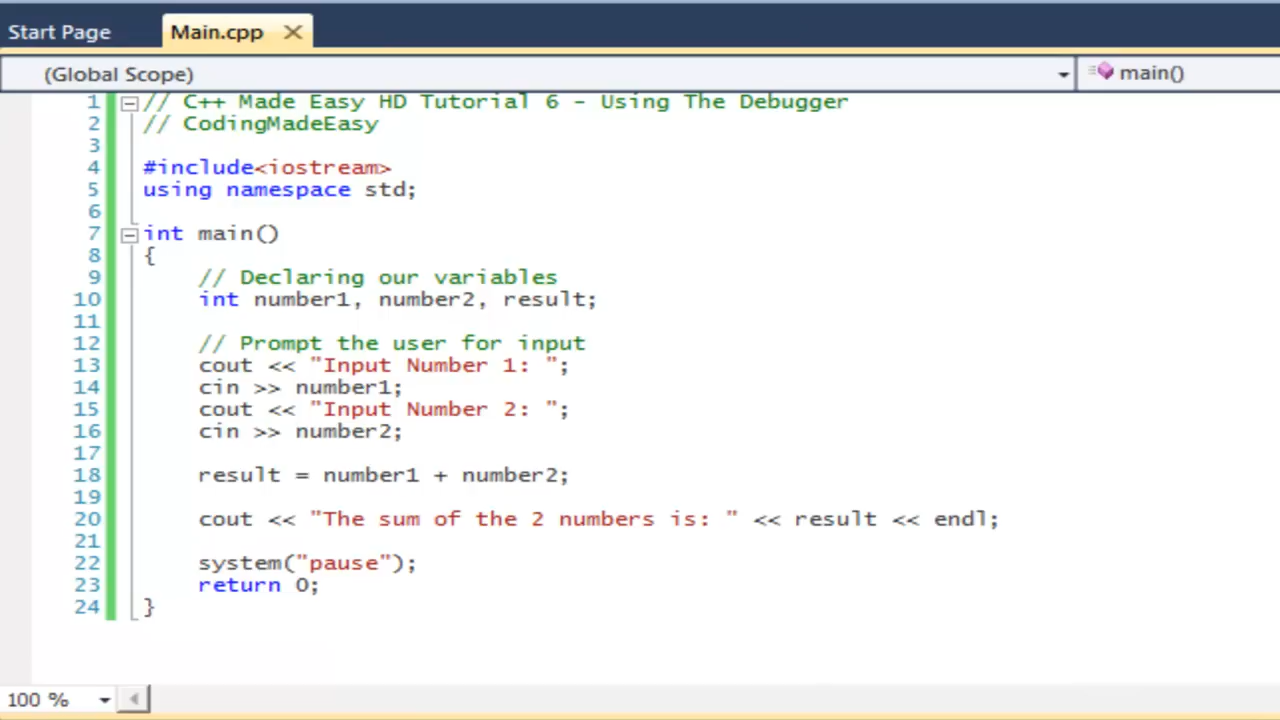 Start Page Main.cpp
(Global Scope) main()
1 // C++ Made Easy HD Tutorial 6 - Using The Debugger
2 // CodingMadeEasy
3
4 #include<iostream>
5 using namespace std;
6
7 int main()
8 {
9 // Declaring our variables
10 int number1, number2, result;
11
12 // Prompt the user for input
13 cout << "Input Number 1: ";
14 cin >> number1;
15 cout << "Input Number 2: ";
16 cin >> number2;
17
18 result = number1 + number2;
19
20 cout << "The sum of the 2 numbers is: " << result << endl;
21
22 system("pause");
23 return 0;
24 }
100 %